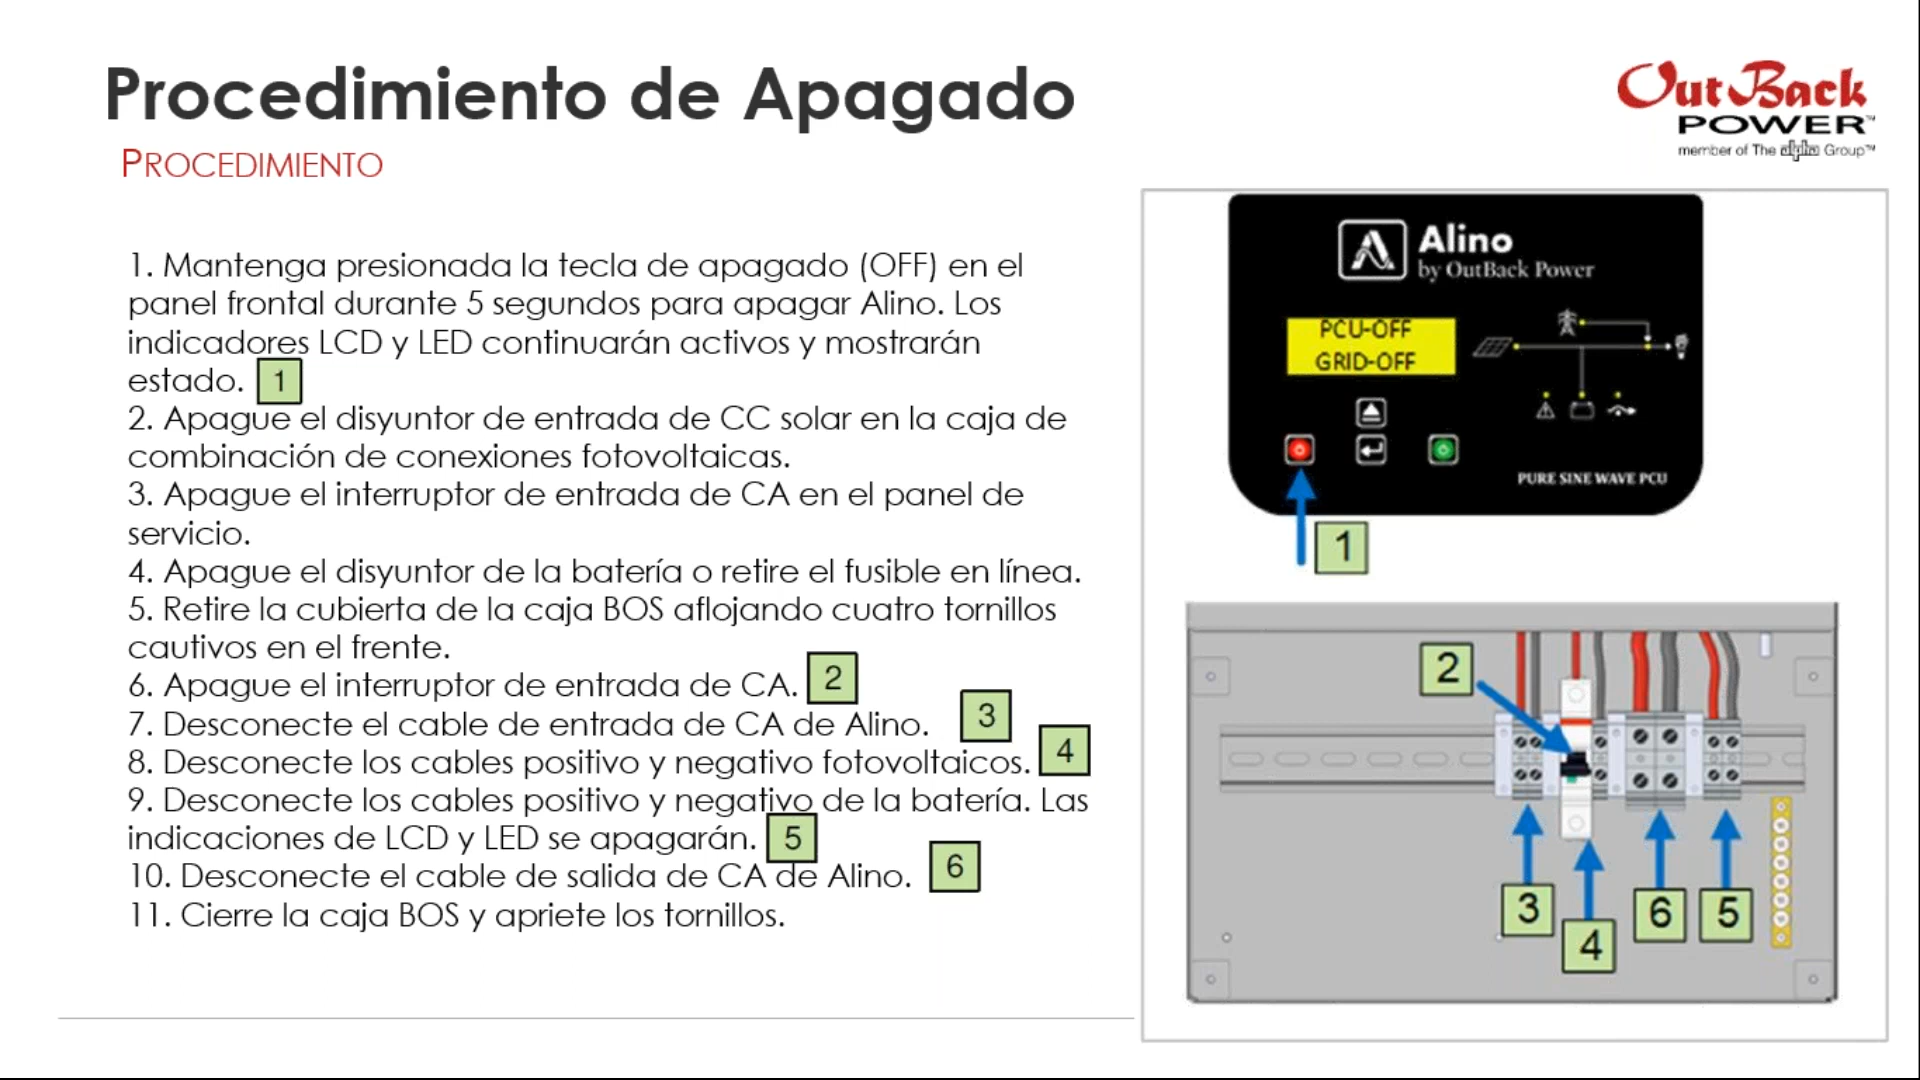 Procedimiento de Apagado
PROCEDIMIENTO
OutBack
POWER™
member of The alpha Group™
1. Mantenga presionada la tecla de apagado (OFF) en el
panel frontal durante 5 segundos para apagar Alino. Los
indicadores LCD y LED continuarán activos y mostrarán
estado. 1
2. Apague el disyuntor de entrada de CC solar en la caja de
combinación de conexiones fotovoltaicas.
3. Apague el interruptor de entrada de CA en el panel de
servicio.
4. Apague el disyuntor de la batería o retire el fusible en línea.
5. Retire la cubierta de la caja BOS aflojando cuatro tornillos
cautivos en el frente.
6. Apague el interruptor de entrada de CA. 2
7. Desconecte el cable de entrada de CA de Alino. 3
8. Desconecte los cables positivo y negativo fotovoltaicos. 4
9. Desconecte los cables positivo y negativo de la batería. Las
indicaciones de LCD y LED se apagarán. 5
10. Desconecte el cable de salida de CA de Alino. 6
11. Cierre la caja BOS y apriete los tornillos.
Alino
by OutBack Power
PCU-OFF
GRID-OFF
PURE SINE WAVE PCU
1
2
3
4
6
5